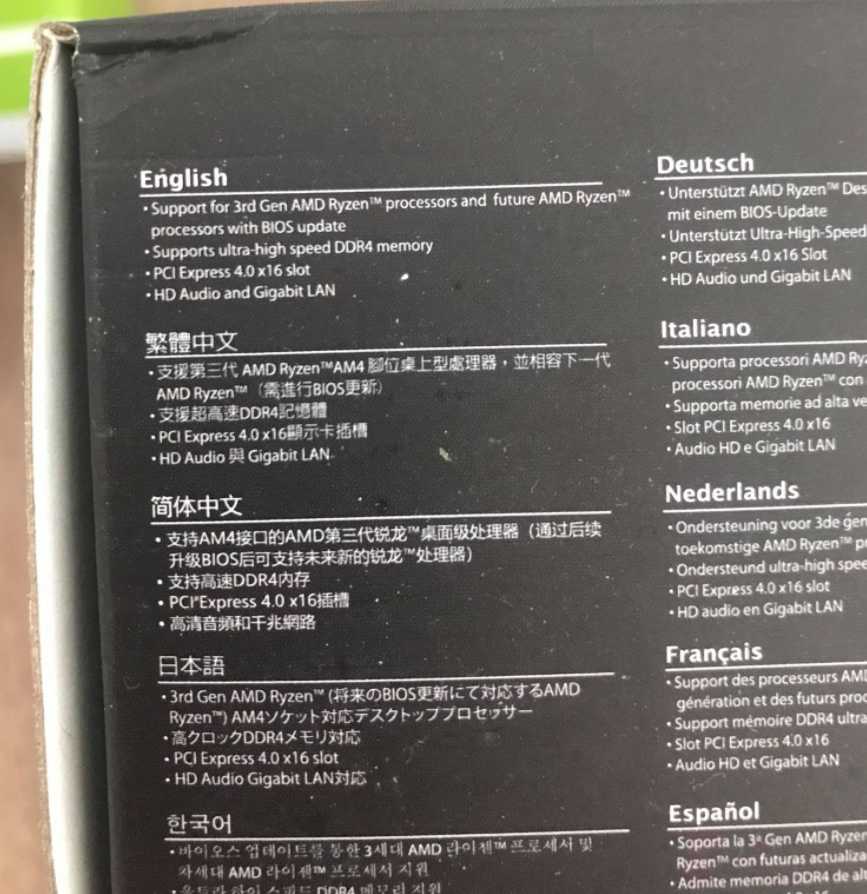 English
• Support for 3rd Gen AMD Ryzen™ processors and future AMD Ryzen™
processors with BIOS update
• Supports ultra-high speed DDR4 memory
• PCI Express 4.0 x16 slot
• HD Audio and Gigabit LAN
繁體中文
• 支援第三代 AMD Ryzen™AM4 腳位桌上型處理器，並相容下一代
AMD Ryzen™（需進行BIOS更新）
• 支援超高速DDR4記憶體
• PCI Express 4.0 x16顯示卡插槽
• HD Audio 與 Gigabit LAN
简体中文
• 支持AM4接口的AMD第三代锐龙™桌面级处理器（通过后续
升级BIOS后可支持未来新的锐龙™处理器）
• 支持高速DDR4内存
• PCI Express 4.0 x16插槽
• 高清音頻和千兆網路
日本語
• 3rd Gen AMD Ryzen™ (将来のBIOS更新にて対応するAMD
Ryzen™) AM4ソケット対応デスクトッププロセッサー
• 高クロックDDR4メモリ対応
• PCI Express 4.0 x16 slot
• HD Audio Gigabit LAN対応
한국어
• 바이오스 업데이트를 통한 3세대 AMD 라이젠™ 프로세서 및
차세대 AMD 라이젠™ 프로세서 지원
• 울트라 하이 스피드 DDR4 메모리 지원
Deutsch
• Unterstützt AMD Ryzen™ Des
mit einem BIOS-Update
• Unterstützt Ultra-High-Speed
• PCI Express 4.0 x16 Slot
• HD Audio und Gigabit LAN
Italiano
• Supporta processori AMD Ryz
processori AMD Ryzen™ con
• Supporta memorie ad alta ve
• Slot PCI Express 4.0 x16
• Audio HD e Gigabit LAN
Nederlands
• Ondersteuning voor 3de gen
toekomstige AMD Ryzen™ p
• Ondersteund ultra-high spee
• PCI Express 4.0 x16 slot
• HD audio en Gigabit LAN
Français
• Support des processeurs AMD
génération et des futurs proc
• Support mémoire DDR4 ultra
• Slot PCI Express 4.0 x16
• Audio HD et Gigabit LAN
Español
• Soporta la 3ª Gen AMD Ryzen
Ryzen™ con futuras actualiza
• Admite memoria DDR4 de al